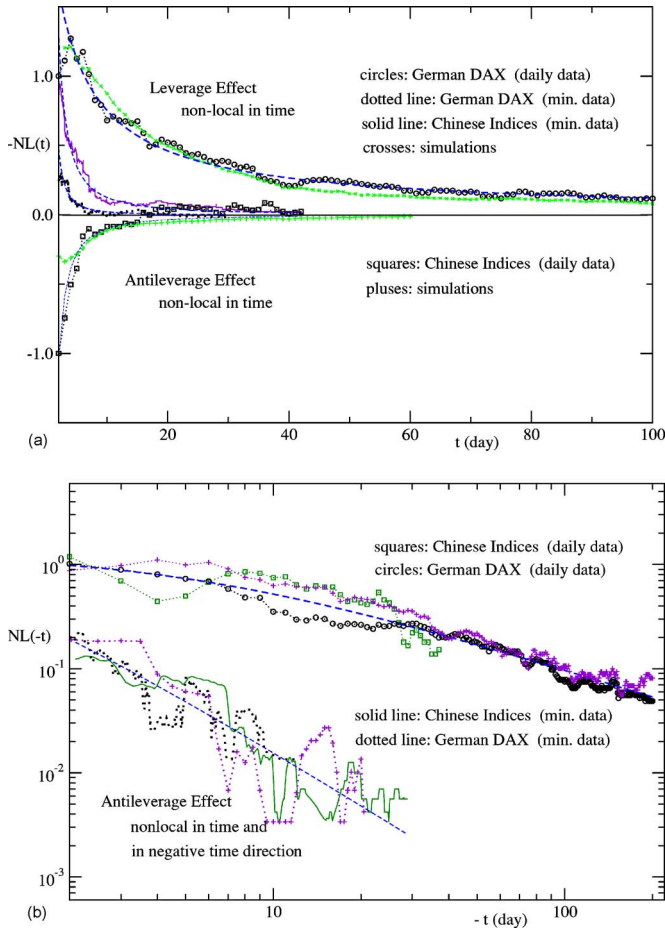 1.0
0.0
-1.0
-NL(t)
Leverage Effect
non-local in time
circles: German DAX (daily data)
dotted line: German DAX (min. data)
solid line: Chinese Indices (min. data)
crosses: simulations
Antileverage Effect
non-local in time
squares: Chinese Indices (daily data)
pluses: simulations
20 40 60 80 100
(a)
t (day)
10^0
10^-1
10^-2
10^-3
NL(-t)
squares: Chinese Indices (daily data)
circles: German DAX (daily data)
solid line: Chinese Indices (min. data)
dotted line: German DAX (min. data)
Antileverage Effect
nonlocal in time and
in negative time direction
10 100
(b)
- t (day)